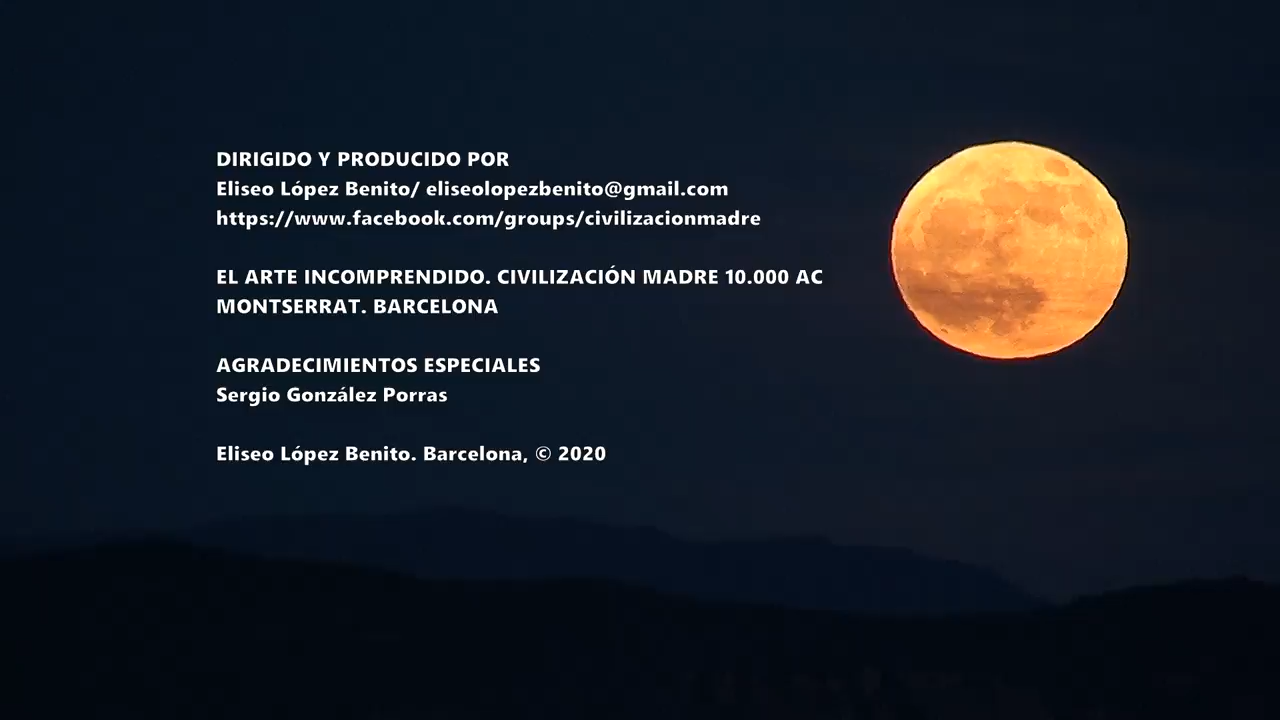 DIRIGIDO Y PRODUCIDO POR
Eliseo López Benito/ eliseolopezbenito@gmail.com
https://www.facebook.com/groups/civilizacionmadre
EL ARTE INCOMPRENDIDO. CIVILIZACIÓN MADRE 10.000 AC
MONTSERRAT. BARCELONA
AGRADECIMIENTOS ESPECIALES
Sergio González Porras
Eliseo López Benito. Barcelona, © 2020